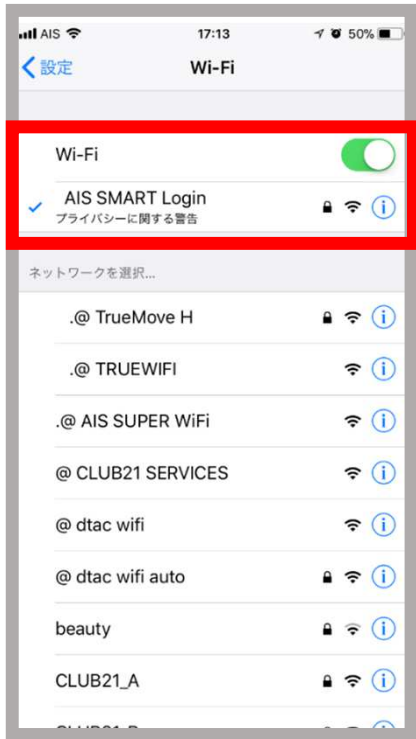 AIS 17:13 50%
設定 Wi-Fi
Wi-Fi
AIS SMART Login
プライバシーに関する警告
ネットワークを選択...
.@ TrueMove H
.@ TRUEWIFI
.@ AIS SUPER WiFi
@ CLUB21 SERVICES
@ dtac wifi
@ dtac wifi auto
beauty
CLUB21_A